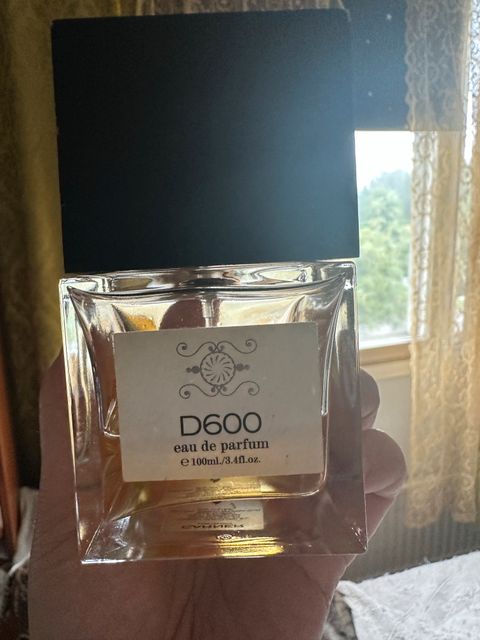 D600
eau de parfum
℮ 100ml./3.4fl.oz.